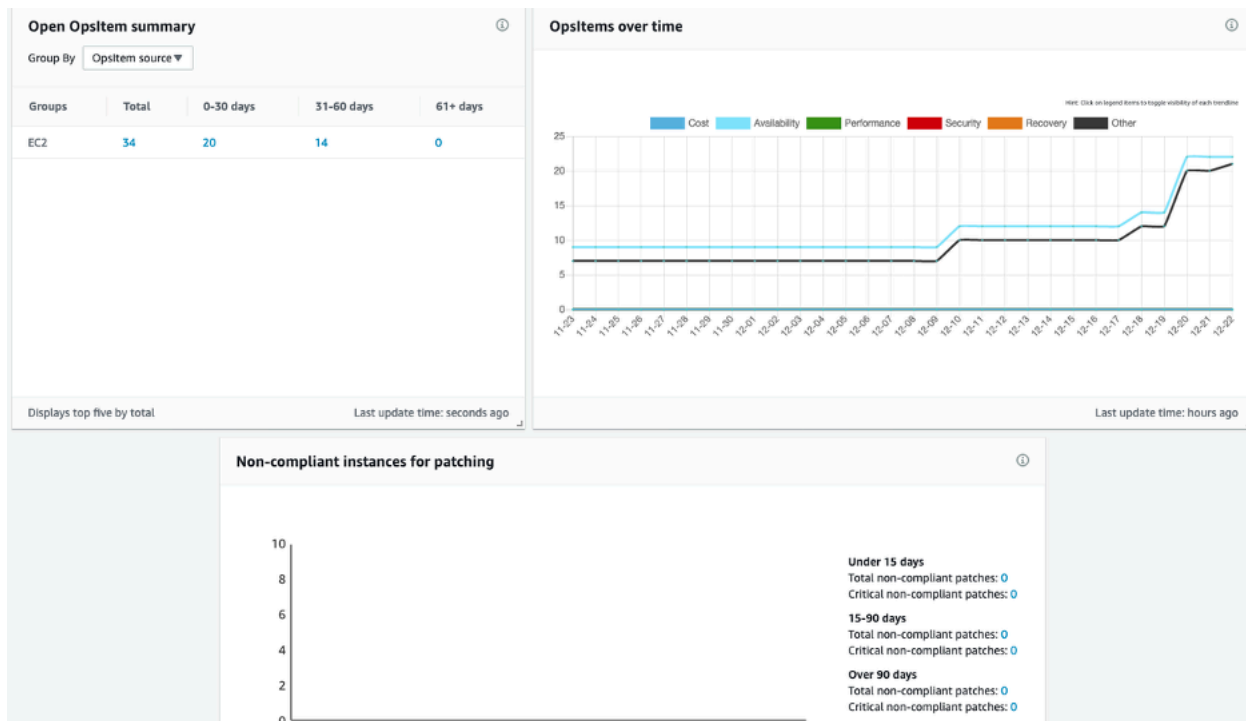 Open OpsItem summary
Group By OpsItem source▼
Groups Total 0-30 days 31-60 days 61+ days
EC2 34 20 14 0
Displays top five by total Last update time: seconds ago
OpsItems over time
Hint: Click on legend items to toggle visibility of each trendline
Cost Availability Performance Security Recovery Other
25
20
15
10
5
0
11-23 11-24 11-25 11-26 11-27 11-28 11-29 11-30 12-01 12-02 12-03 12-04 12-05 12-06 12-07 12-08 12-09 12-10 12-11 12-12 12-13 12-14 12-15 12-16 12-17 12-18 12-19 12-20 12-21 12-22
Last update time: hours ago
Non-compliant instances for patching
10
8
6
4
2
0
Under 15 days
Total non-compliant patches: 0
Critical non-compliant patches: 0
15-90 days
Total non-compliant patches: 0
Critical non-compliant patches: 0
Over 90 days
Total non-compliant patches: 0
Critical non-compliant patches: 0